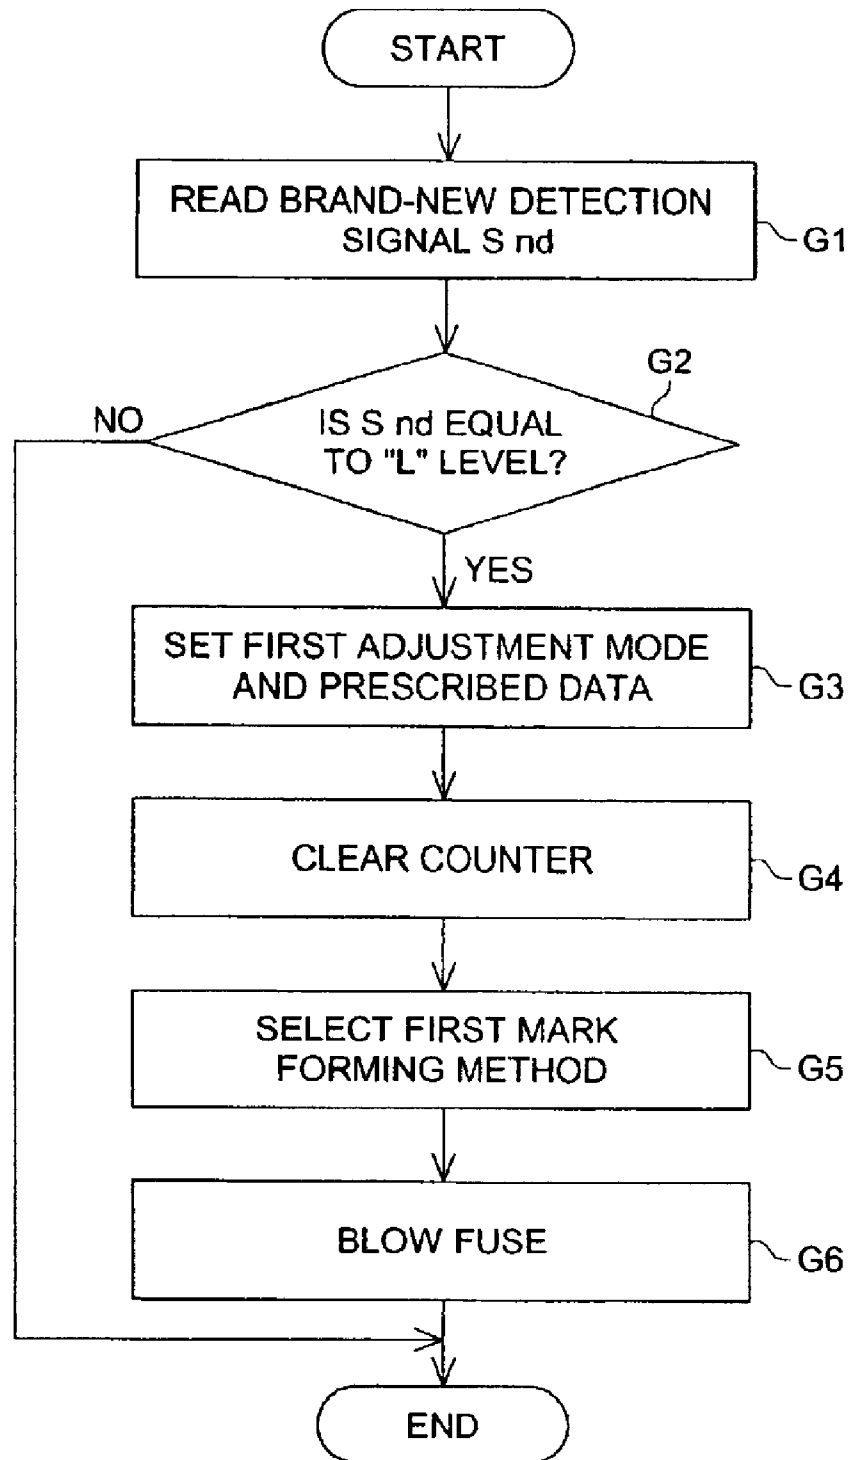 START
READ BRAND-NEW DETECTION
SIGNAL S nd
G1
G2
IS S nd EQUAL
TO "L" LEVEL?
NO
YES
SET FIRST ADJUSTMENT MODE
AND PRESCRIBED DATA
G3
CLEAR COUNTER
G4
SELECT FIRST MARK
FORMING METHOD
G5
BLOW FUSE
G6
END